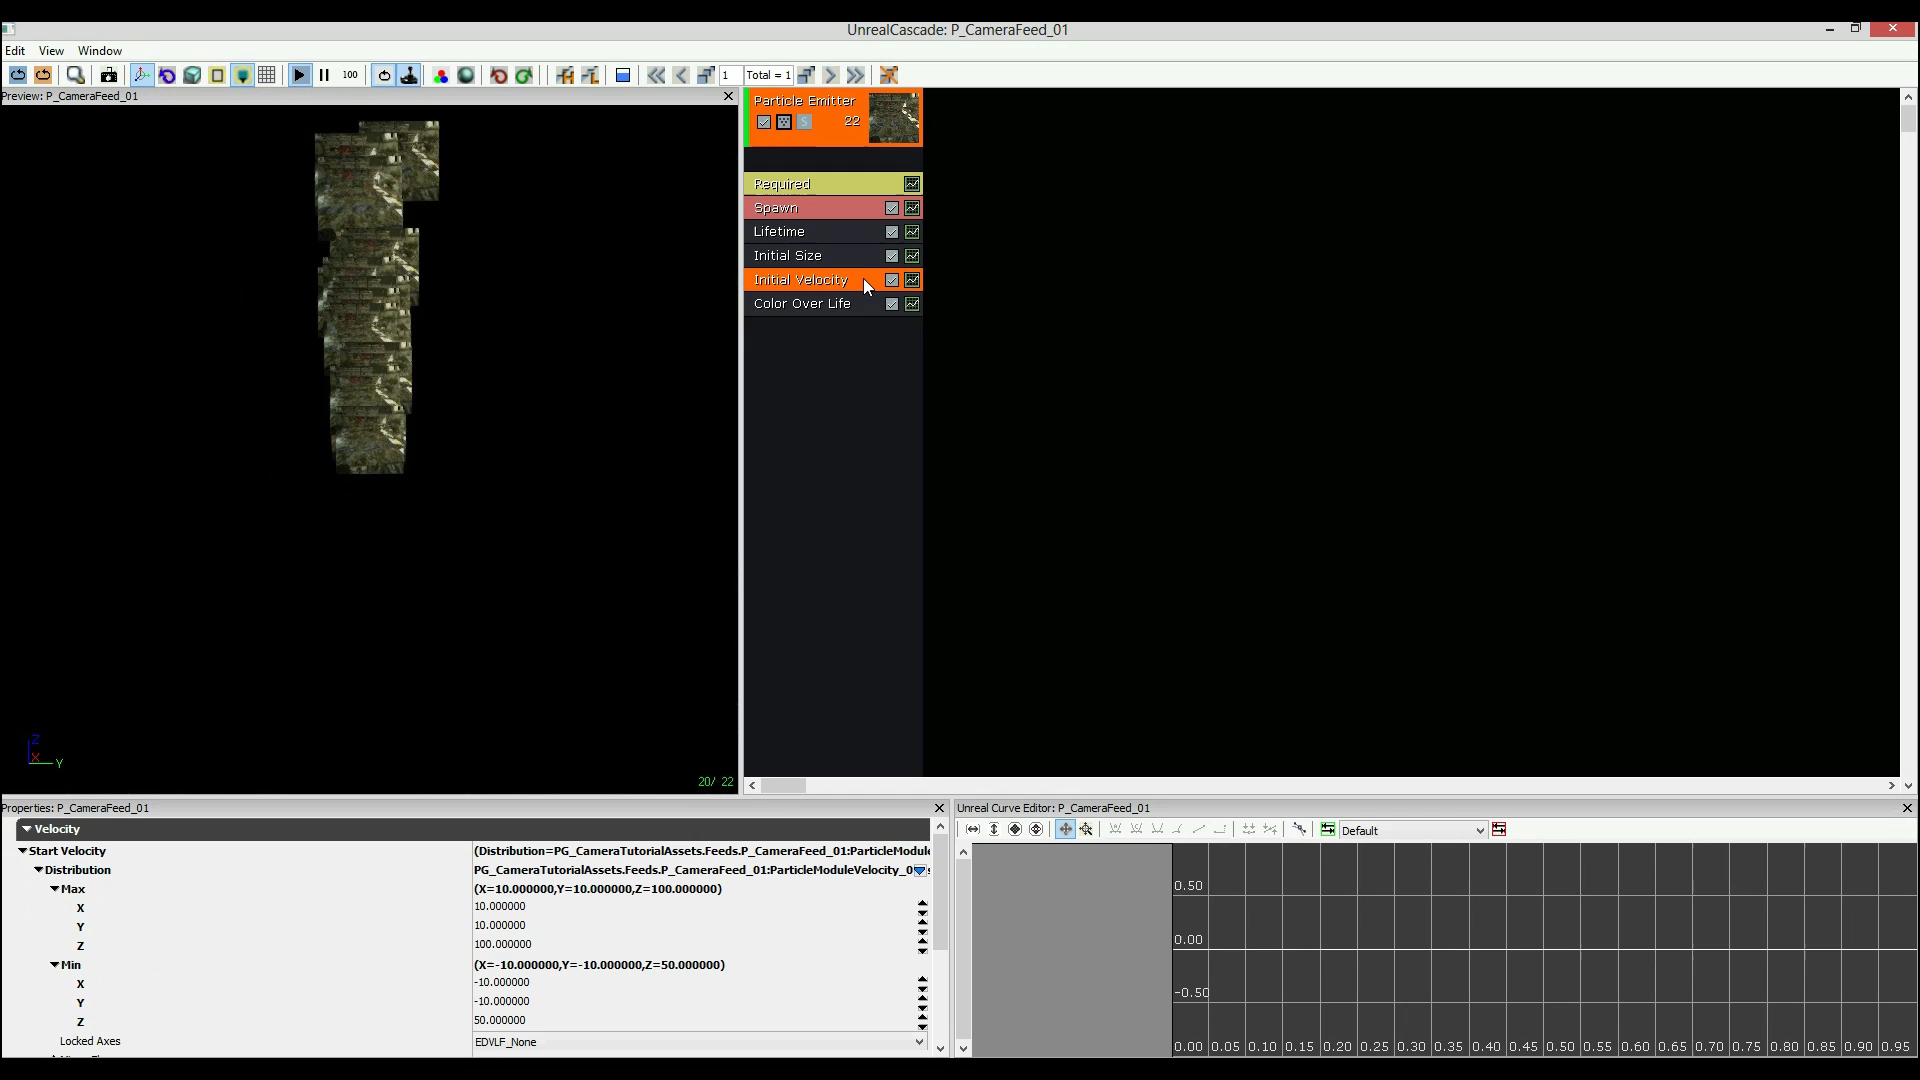 UnrealCascade: P_CameraFeed_01
Edit View Window
100 1 Total = 1
Preview: P_CameraFeed_01
Particle Emitter
S 22
Required
Spawn
Lifetime
Initial Size
Initial Velocity
Color Over Life
Z
X Y
20/ 22
Properties: P_CameraFeed_01
Velocity
Start Velocity (Distribution=PG_CameraTutorialAssets.Feeds.P_CameraFeed_01:ParticleModule
Distribution PG_CameraTutorialAssets.Feeds.P_CameraFeed_01:ParticleModuleVelocity_0
Max (X=10.000000,Y=10.000000,Z=100.000000)
X 10.000000
Y 10.000000
Z 100.000000
Min (X=-10.000000,Y=-10.000000,Z=50.000000)
X -10.000000
Y -10.000000
Z 50.000000
Locked Axes EDVLF_None
Unreal Curve Editor: P_CameraFeed_01
Default
0.50
0.00
-0.50
0.00 0.05 0.10 0.15 0.20 0.25 0.30 0.35 0.40 0.45 0.50 0.55 0.60 0.65 0.70 0.75 0.80 0.85 0.90 0.95